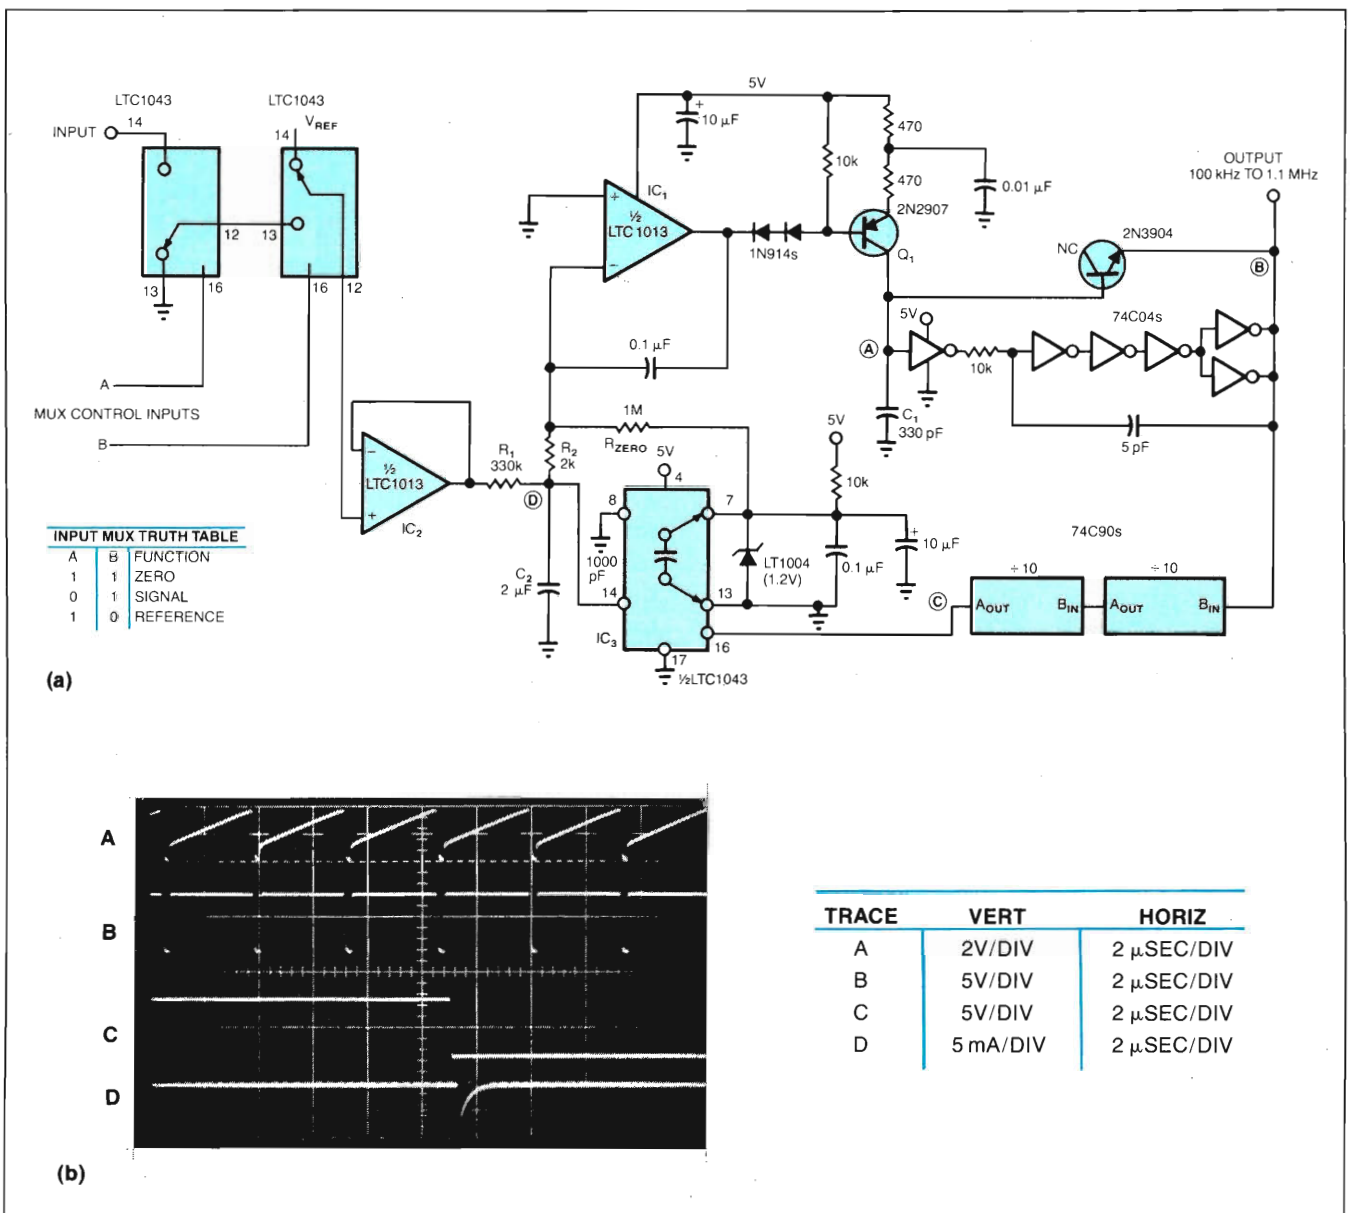 LTC1043
LTC1043
INPUT
14
14
VREF
12
13
13
16
16
12
A
MUX CONTROL INPUTS
B
INPUT MUX TRUTH TABLE
A B FUNCTION
1 1 ZERO
0 1 SIGNAL
1 0 REFERENCE
5V
+
10 µF
IC1
+
½
LTC1013
−
1N914s
10k
470
470
0.01 µF
2N2907
Q1
0.1 µF
OUTPUT
100 kHz TO 1.1 MHz
2N3904
NC
B
5V
74C04s
A
10k
C1
330 pF
5 pF
−
½
LTC1013
+
IC2
R1
330k
R2
2k
D
1M
RZERO
C2
2 µF
5V
4
8
7
1000
pF
14
13
16
IC3
17
½LTC1043
5V
10k
LT1004
(1.2V)
0.1 µF
+
10 µF
74C90s
÷10
÷10
C
AOUT BIN
AOUT BIN
(a)
A
B
C
D
(b)
TRACE VERT HORIZ
A 2V/DIV 2 µSEC/DIV
B 5V/DIV 2 µSEC/DIV
C 5V/DIV 2 µSEC/DIV
D 5 mA/DIV 2 µSEC/DIV